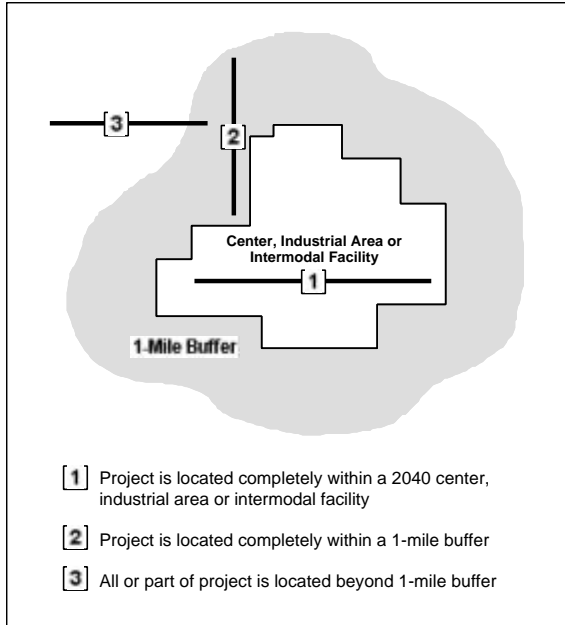 [3]
[2]
Center, Industrial Area or
Intermodal Facility
[1]
1-Mile Buffer
[1] Project is located completely within a 2040 center,
industrial area or intermodal facility
[2] Project is located completely within a 1-mile buffer
[3] All or part of project is located beyond 1-mile buffer